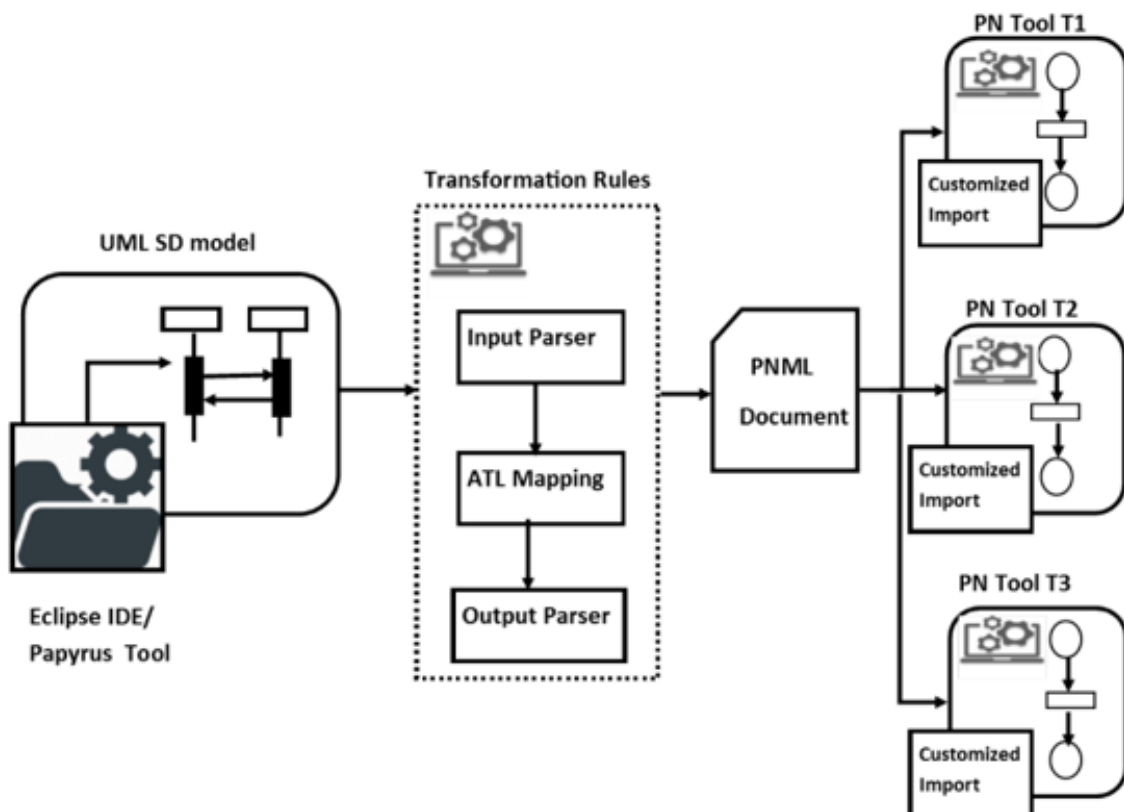 PN Tool T1
Customized
Import
Transformation Rules
UML SD model
Input Parser
ATL Mapping
Output Parser
PNML
Document
PN Tool T2
Customized
Import
Eclipse IDE/
Papyrus Tool
PN Tool T3
Customized
Import